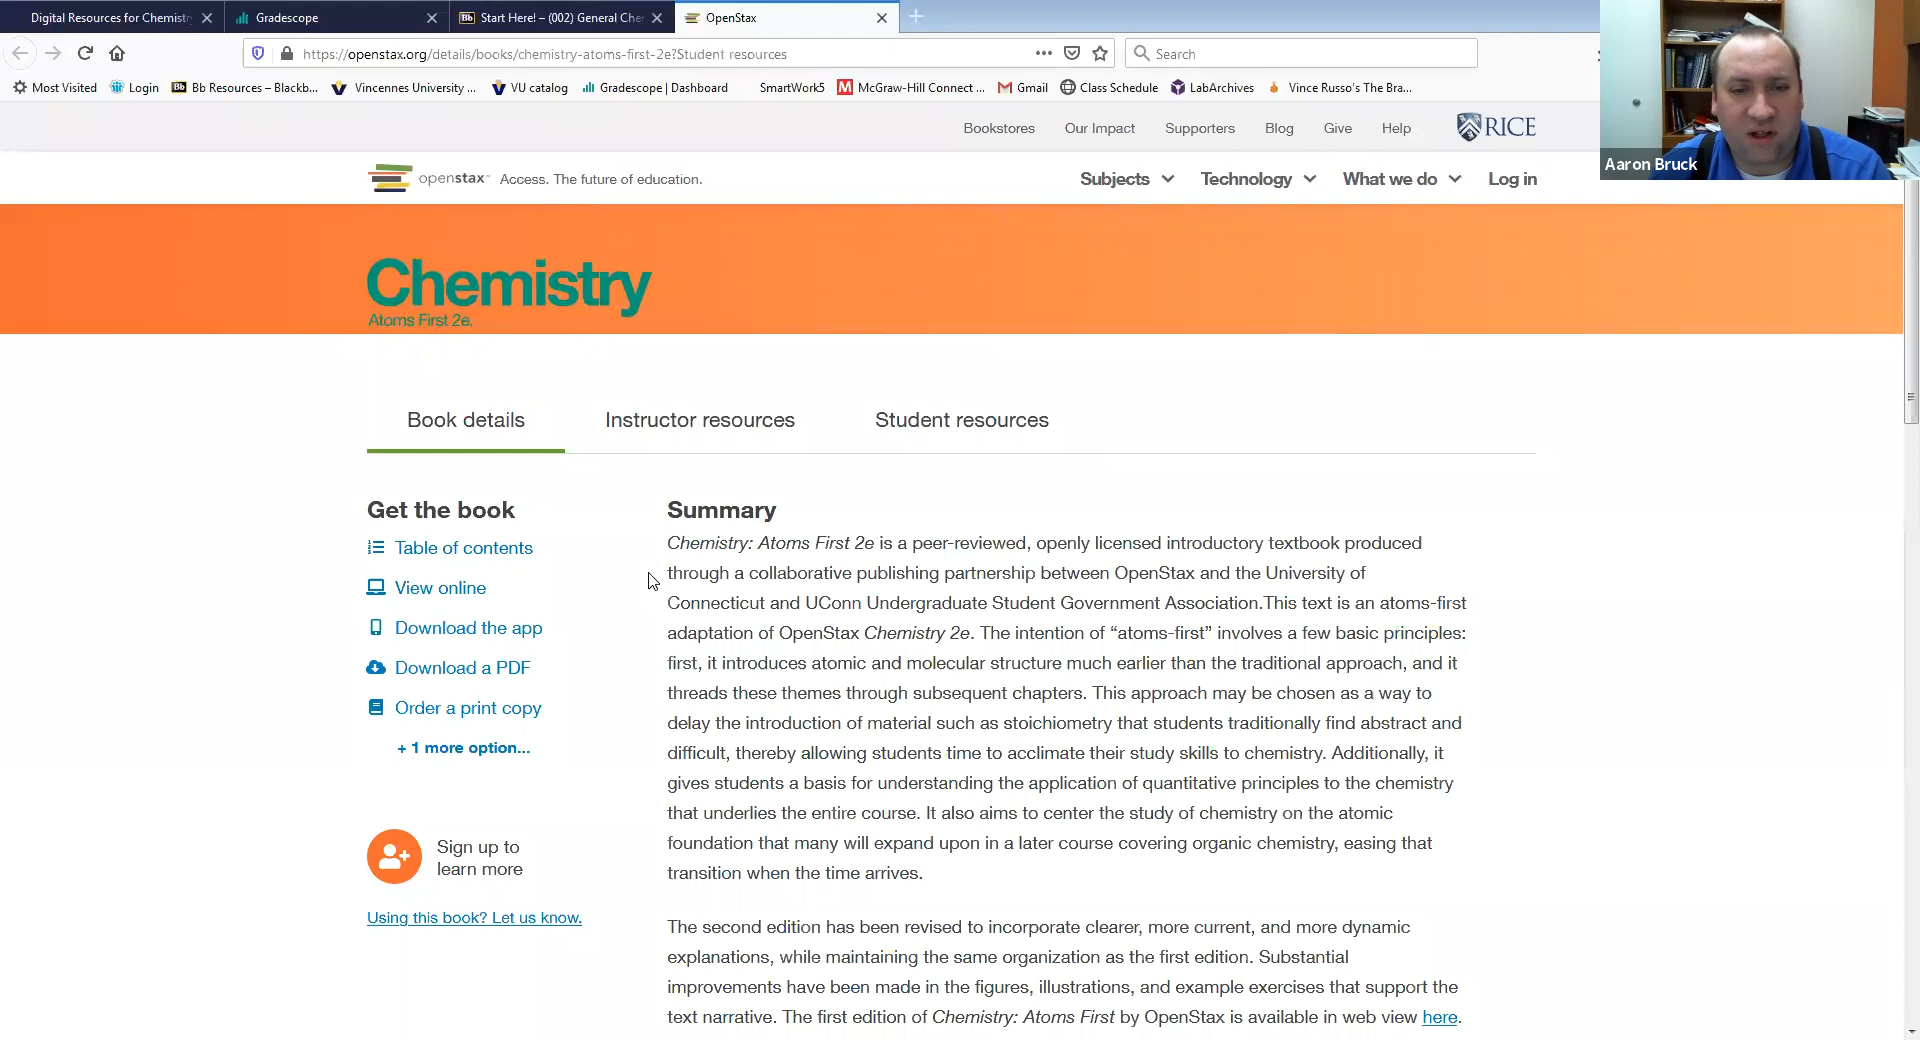 Digital Resources for Chemistr
Gradescope
Bb Start Here! – (002) General Che
OpenStax
https://openstax.org/details/books/chemistry-atoms-first-2e?Student resources
Search
Most Visited
Login
Bb Bb Resources – Blackb...
Vincennes University ...
VU catalog
Gradescope | Dashboard
SmartWork5
M McGraw-Hill Connect ...
Gmail
Class Schedule
LabArchives
Vince Russo's The Bra...
Aaron Bruck
Bookstores
Our Impact
Supporters
Blog
Give
Help
RICE
openstax™ Access. The future of education.
Subjects
Technology
What we do
Log in
Chemistry
Atoms First 2e.
Book details
Instructor resources
Student resources
Get the book
Table of contents
View online
Download the app
Download a PDF
Order a print copy
+ 1 more option...
Sign up to
learn more
Using this book? Let us know.
Summary
Chemistry: Atoms First 2e is a peer-reviewed, openly licensed introductory textbook produced
through a collaborative publishing partnership between OpenStax and the University of
Connecticut and UConn Undergraduate Student Government Association.This text is an atoms-first
adaptation of OpenStax Chemistry 2e. The intention of “atoms-first” involves a few basic principles:
first, it introduces atomic and molecular structure much earlier than the traditional approach, and it
threads these themes through subsequent chapters. This approach may be chosen as a way to
delay the introduction of material such as stoichiometry that students traditionally find abstract and
difficult, thereby allowing students time to acclimate their study skills to chemistry. Additionally, it
gives students a basis for understanding the application of quantitative principles to the chemistry
that underlies the entire course. It also aims to center the study of chemistry on the atomic
foundation that many will expand upon in a later course covering organic chemistry, easing that
transition when the time arrives.
The second edition has been revised to incorporate clearer, more current, and more dynamic
explanations, while maintaining the same organization as the first edition. Substantial
improvements have been made in the figures, illustrations, and example exercises that support the
text narrative. The first edition of Chemistry: Atoms First by OpenStax is available in web view here.